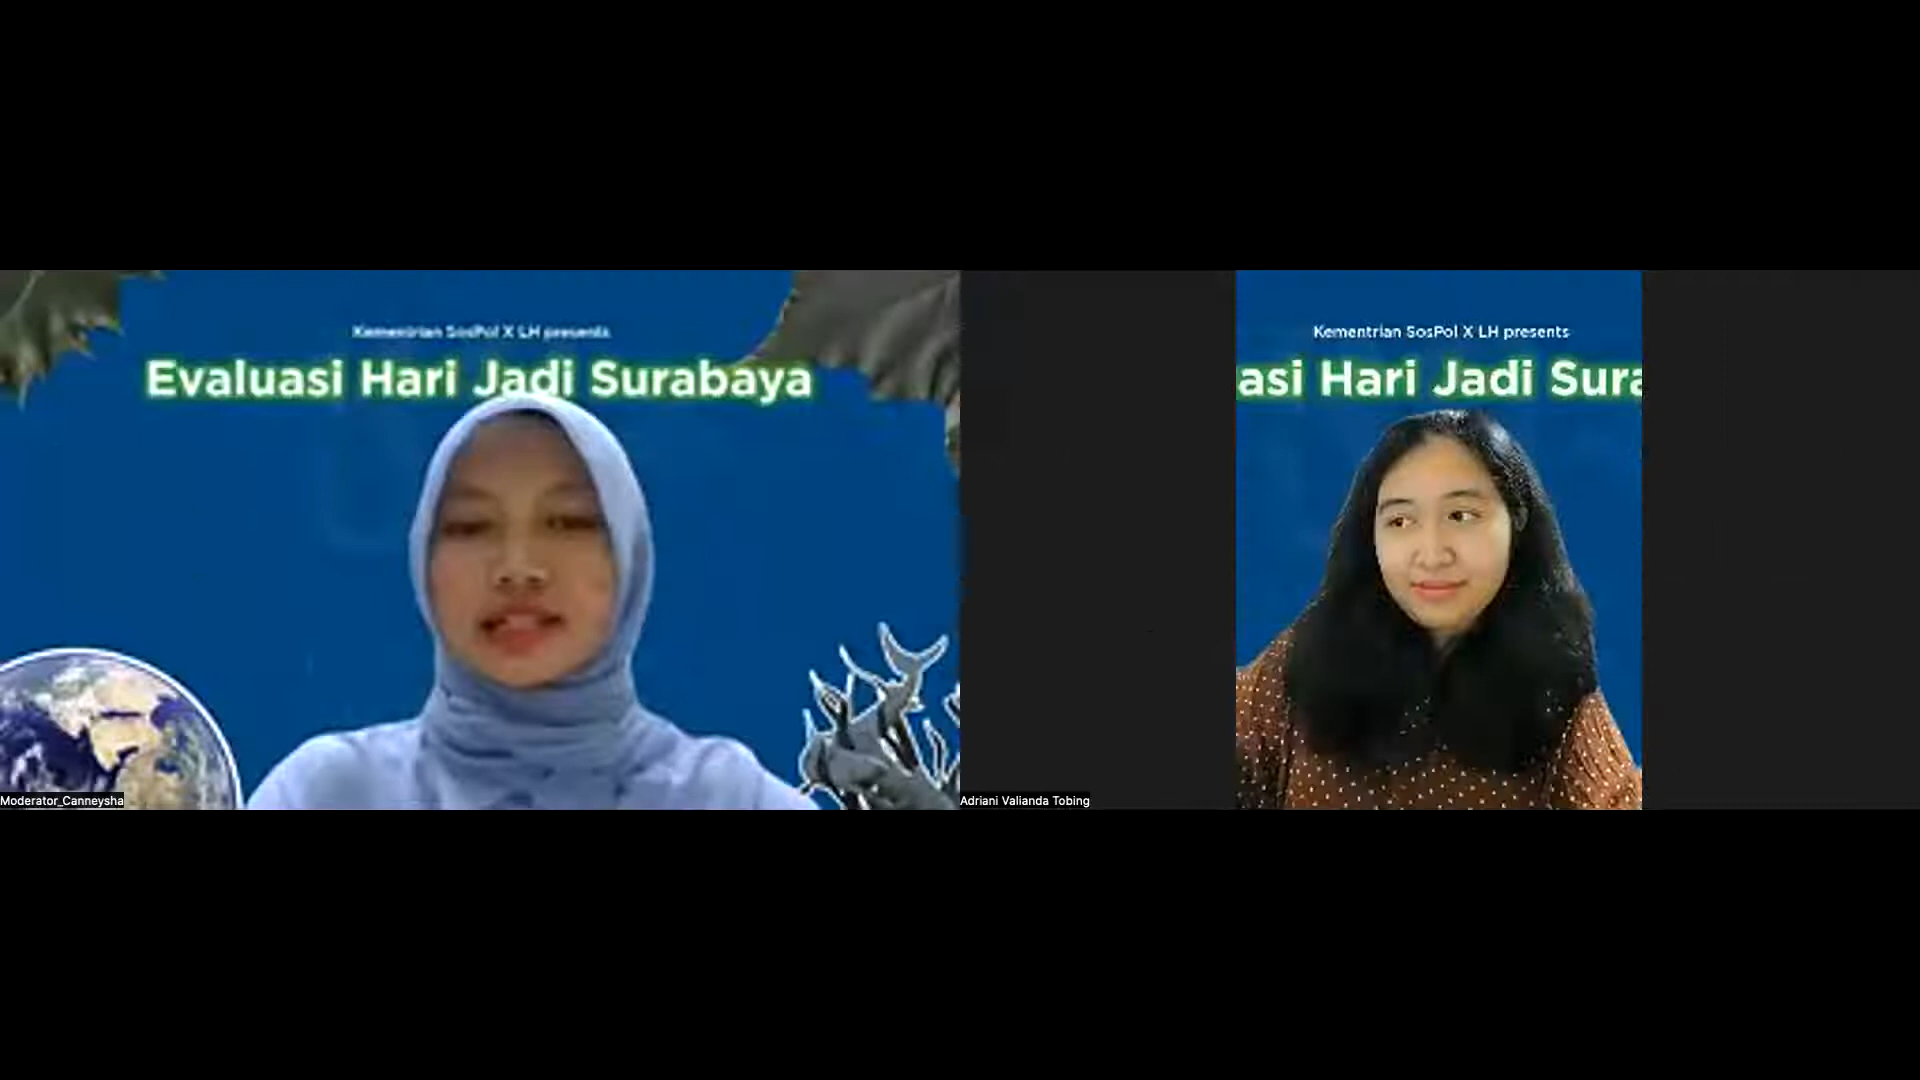 Kementrian SosPol X LH presents
Evaluasi Hari Jadi Surabaya
Moderator_Canneysha
Kementrian SosPol X LH presents
asi Hari Jadi Sura
Adriani Valianda Tobing